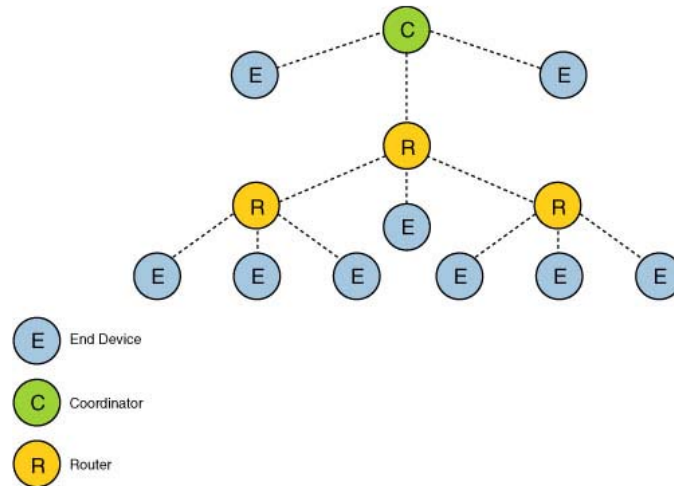 C
E E
R
R R
E
E E E E E E
E End Device
C Coordinator
R Router